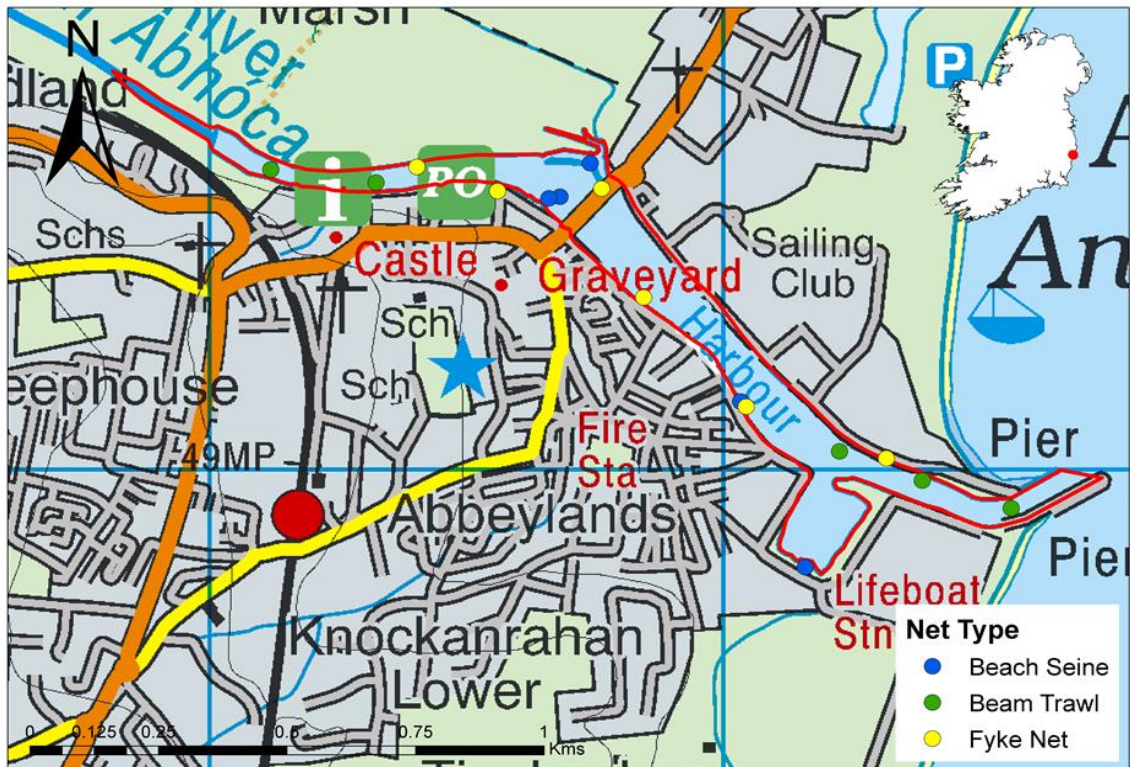 Marsh
N
River
Abhóca
dland
P
i
PO
Schs
Castle
Graveyard
Sailing
Club
Sch
Harbour
Sch
eephouse
Fire
Sta
Pier
49MP
Abbeylands
Pier
Lifeboat
Stn
Knockanrahan
Lower
Net Type
Beach Seine
Beam Trawl
Fyke Net
0 0.125 0.25 0.5 0.75 1
Kms